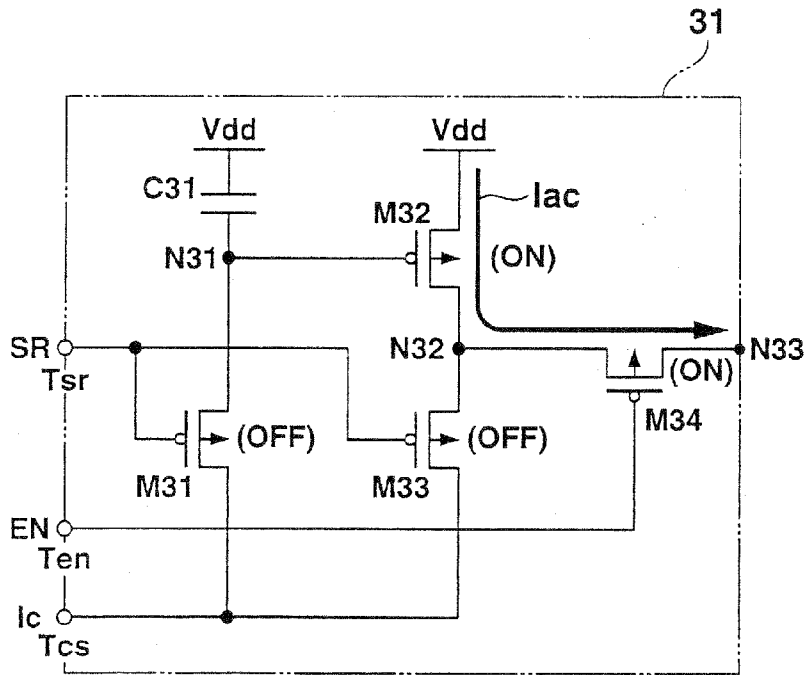 31
Vdd
Vdd
C31
M32
Iac
N31
(ON)
SR
Tsr
N32
N33
(ON)
M34
(OFF)
(OFF)
M31
M33
EN
Ten
Ic
Tcs